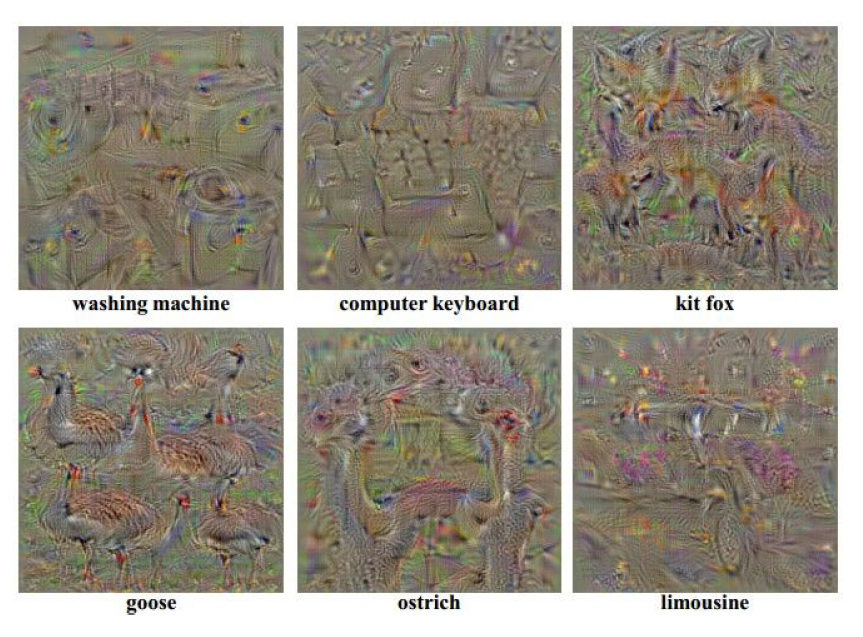 washing machine
computer keyboard
kit fox
goose
ostrich
limousine